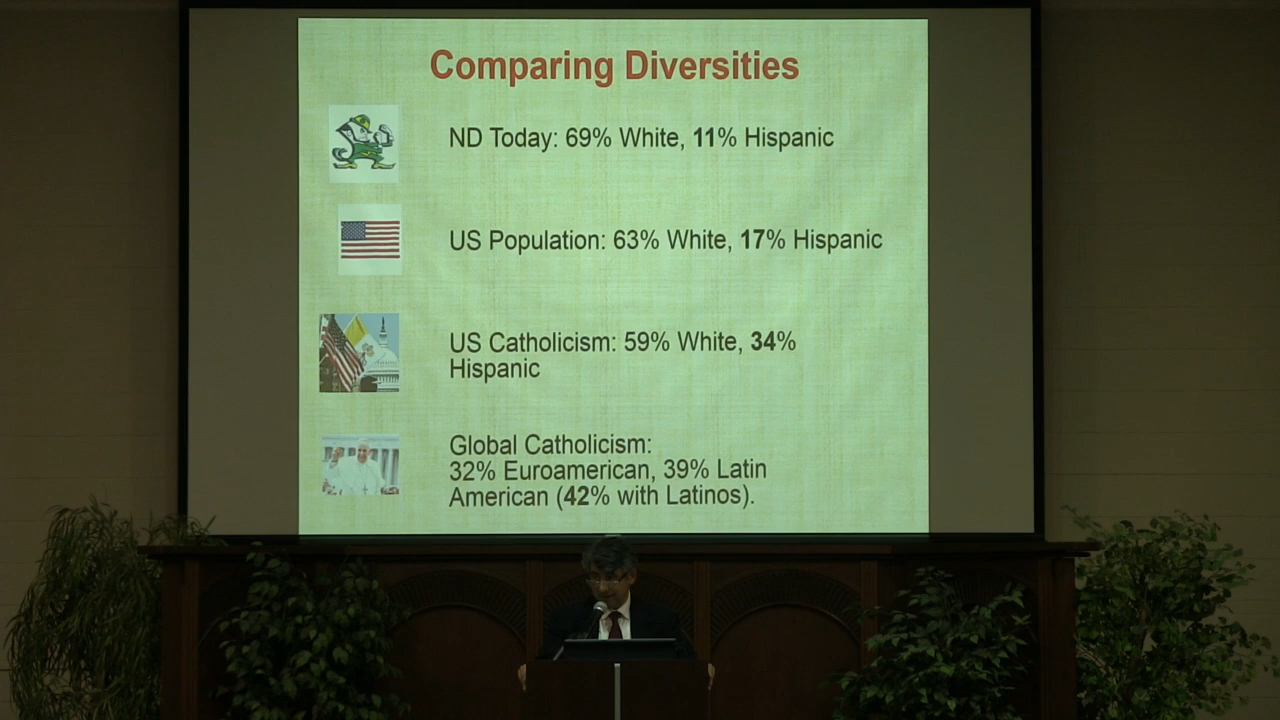 Comparing Diversities
ND Today: 69% White, 11% Hispanic
US Population: 63% White, 17% Hispanic
US Catholicism: 59% White, 34%
Hispanic
Global Catholicism:
32% Euroamerican, 39% Latin
American (42% with Latinos).